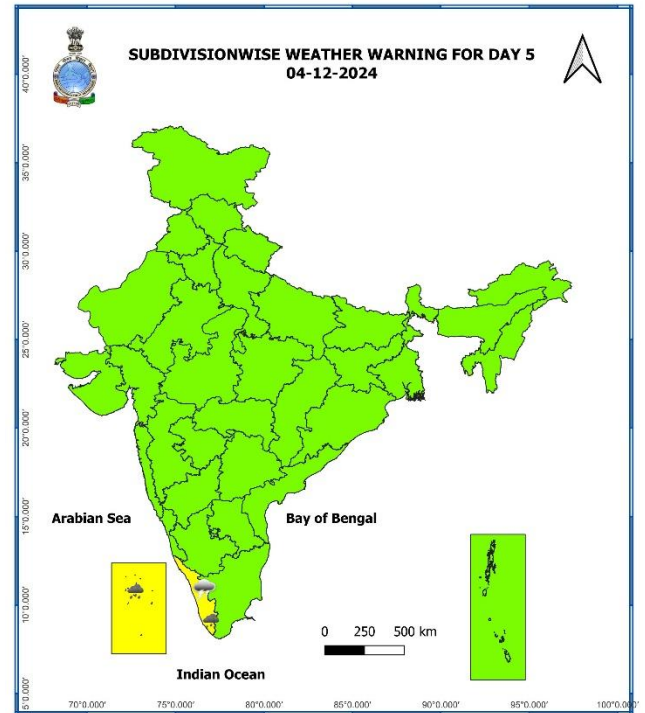 SUBDIVISIONWISE WEATHER WARNING FOR DAY 5
04-12-2024
40°0.000'
35°0.000'
30°0.000'
25°0.000'
20°0.000'
15°0.000'
10°0.000'
5°0.000'
Arabian Sea
Bay of Bengal
0 250 500 km
Indian Ocean
70°0.000' 75°0.000' 80°0.000' 85°0.000' 90°0.000' 95°0.000' 100°0.000'